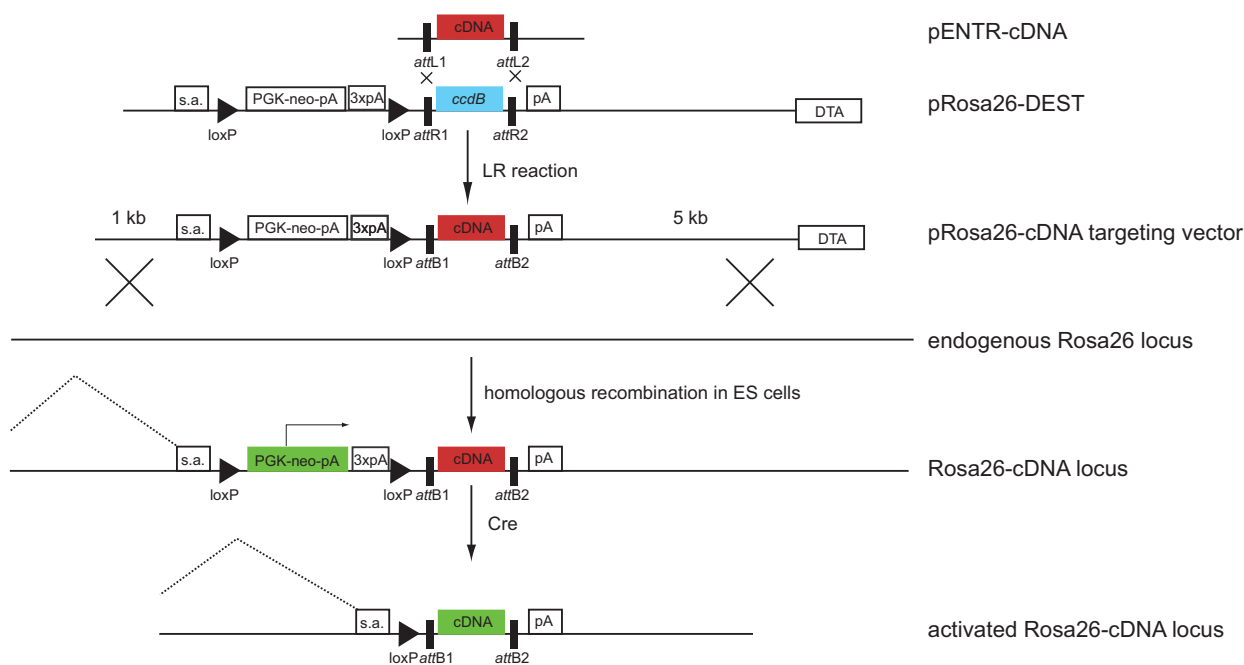 cDNA
pENTR-cDNA
attL1 attL2
s.a. PGK-neo-pA 3xpA ccdB pA
pRosa26-DEST
DTA
loxP loxP attR1 attR2
LR reaction
1 kb 5 kb
s.a. PGK-neo-pA 3xpA cDNA pA
pRosa26-cDNA targeting vector
DTA
loxP loxP attB1 attB2
endogenous Rosa26 locus
homologous recombination in ES cells
s.a. PGK-neo-pA 3xpA cDNA pA
Rosa26-cDNA locus
loxP loxP attB1 attB2
Cre
s.a. cDNA pA
activated Rosa26-cDNA locus
loxP attB1 attB2